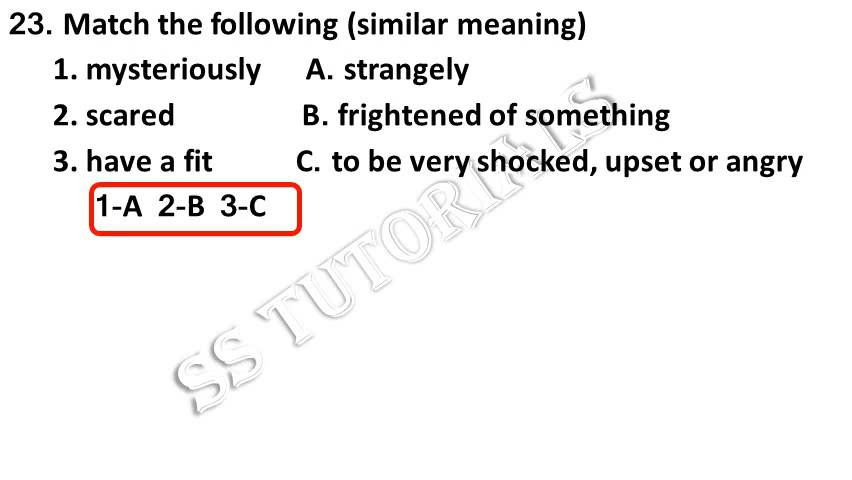 23. Match the following (similar meaning)
1. mysteriously A. strangely
2. scared B. frightened of something
3. have a fit C. to be very shocked, upset or angry
1-A 2-B 3-C
SS TUTORIALS